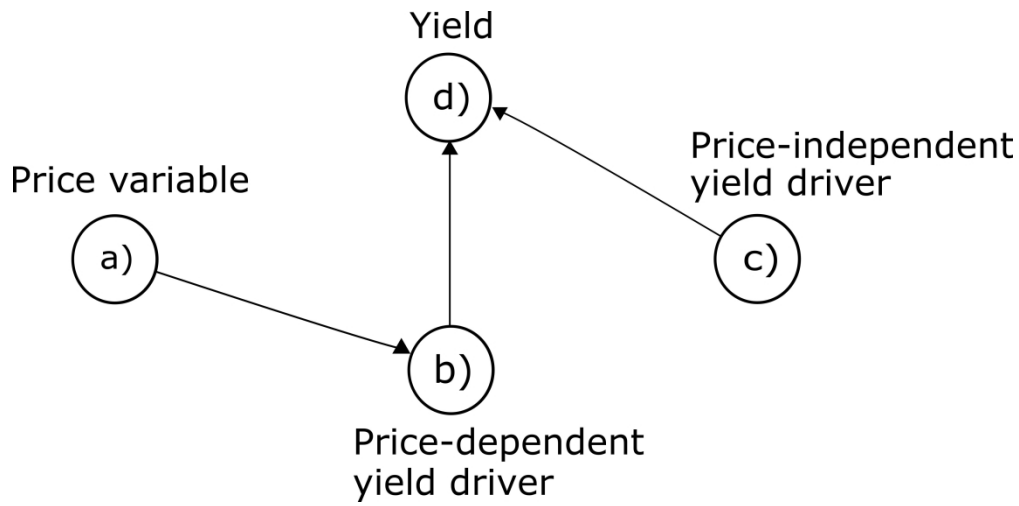 Yield
d)
Price-independent
yield driver
Price variable
a)
c)
b)
Price-dependent
yield driver